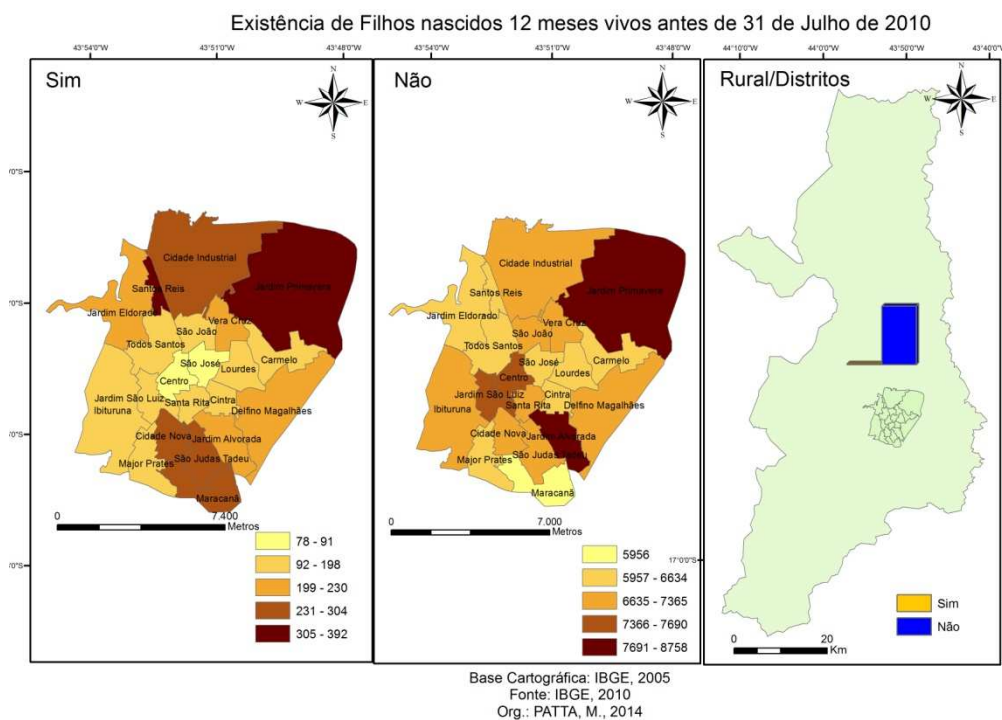 Existência de Filhos nascidos 12 meses vivos antes de 31 de Julho de 2010
43°54'0"W 43°51'0"W 43°48'0"W
Sim
N
W E
S
0°S
Cidade Industrial
Santos Reis
Jardim Primavera
0°S
Jardim Eldorado
Vera Cruz
São João
Todos Santos
São José
Carmelo
Lourdes
Centro
Jardim São Luiz
Cintra
Santa Rita
Ibituruna
Delfino Magalhães
0°S
Cidade Nova
Jardim Alvorada
São Judas Tadeu
Major Prates
Maracanã
0 7.400
Metros
0°S
78 - 91
92 - 198
199 - 230
231 - 304
305 - 392
43°54'0"W 43°51'0"W 43°48'0"W
Não
N
W E
S
Cidade Industrial
Santos Reis
Jardim Primavera
Jardim Eldorado
Vera Cruz
São João
Todos Santos
São José
Carmelo
Lourdes
Centro
Jardim São Luiz
Cintra
Santa Rita
Ibituruna
Delfino Magalhães
Cidade Nova
Jardim Alvorada
São Judas Tadeu
Major Prates
Maracanã
0 7.000
Metros
5956
5957 - 6634
6635 - 7365
7366 - 7690
7691 - 8758
44°10'0"W 44°0'0"W 43°50'0"W 43°40'0"W
Rural/Distritos
N
W E
S
17°0'0"S
Sim
Não
0 20
Km
Base Cartográfica: IBGE, 2005
Fonte: IBGE, 2010
Org.: PATTA, M., 2014